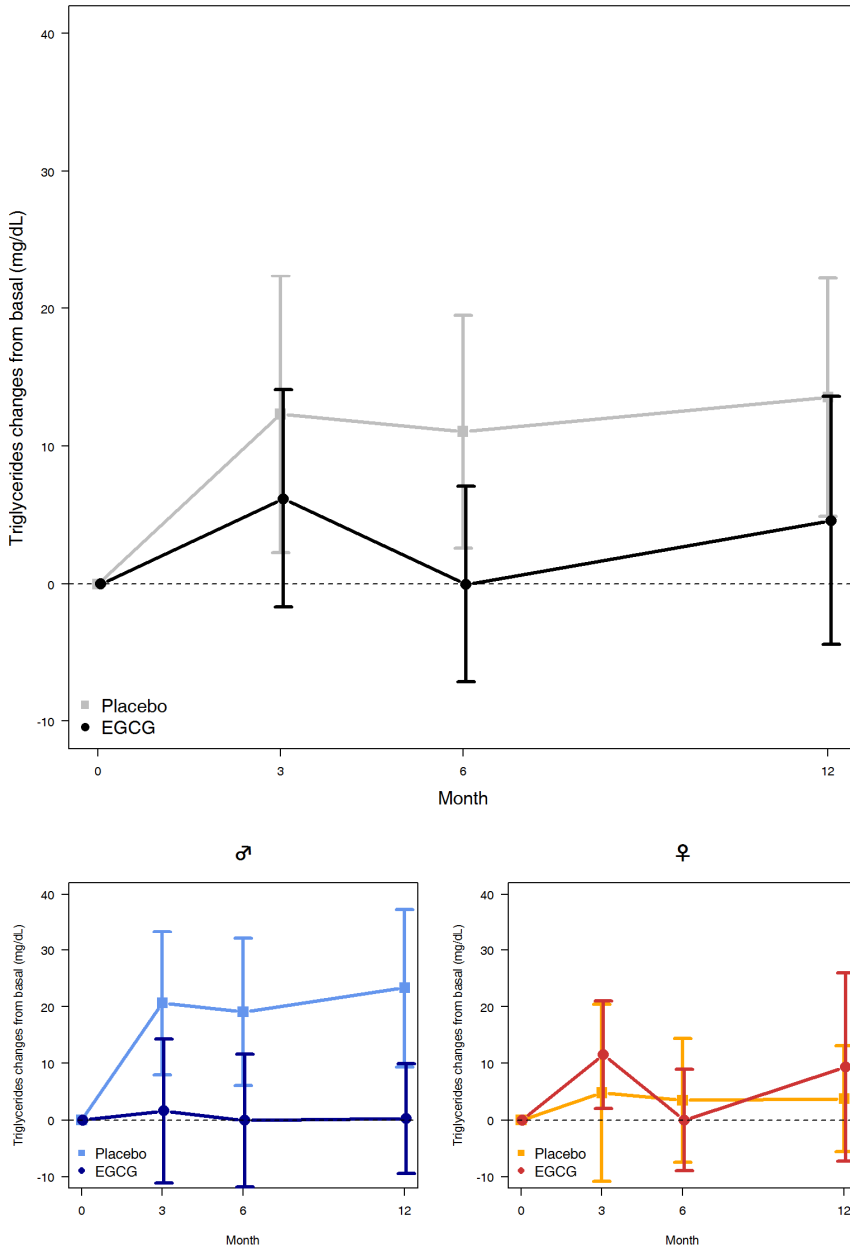 Triglycerides changes from basal (mg/dL)
40
30
20
10
0
-10
Placebo
EGCG
0 3 6 12
Month
♂
Triglycerides changes from basal (mg/dL)
40
30
20
10
0
-10
Placebo
EGCG
0 3 6 12
Month
♀
Triglycerides changes from basal (mg/dL)
40
30
20
10
0
-10
Placebo
EGCG
0 3 6 12
Month